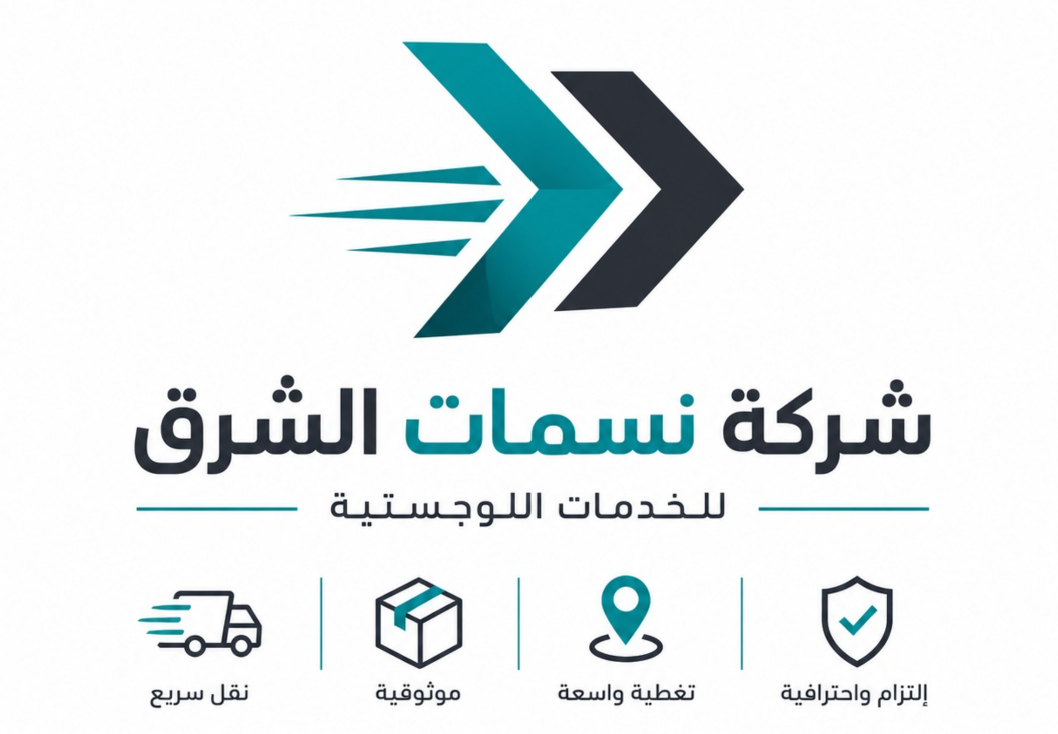 شركة نسمات الشرق
للخدمات اللوجستية
إلتزام واحترافية
تغطية واسعة
موثوقية
نقل سريع